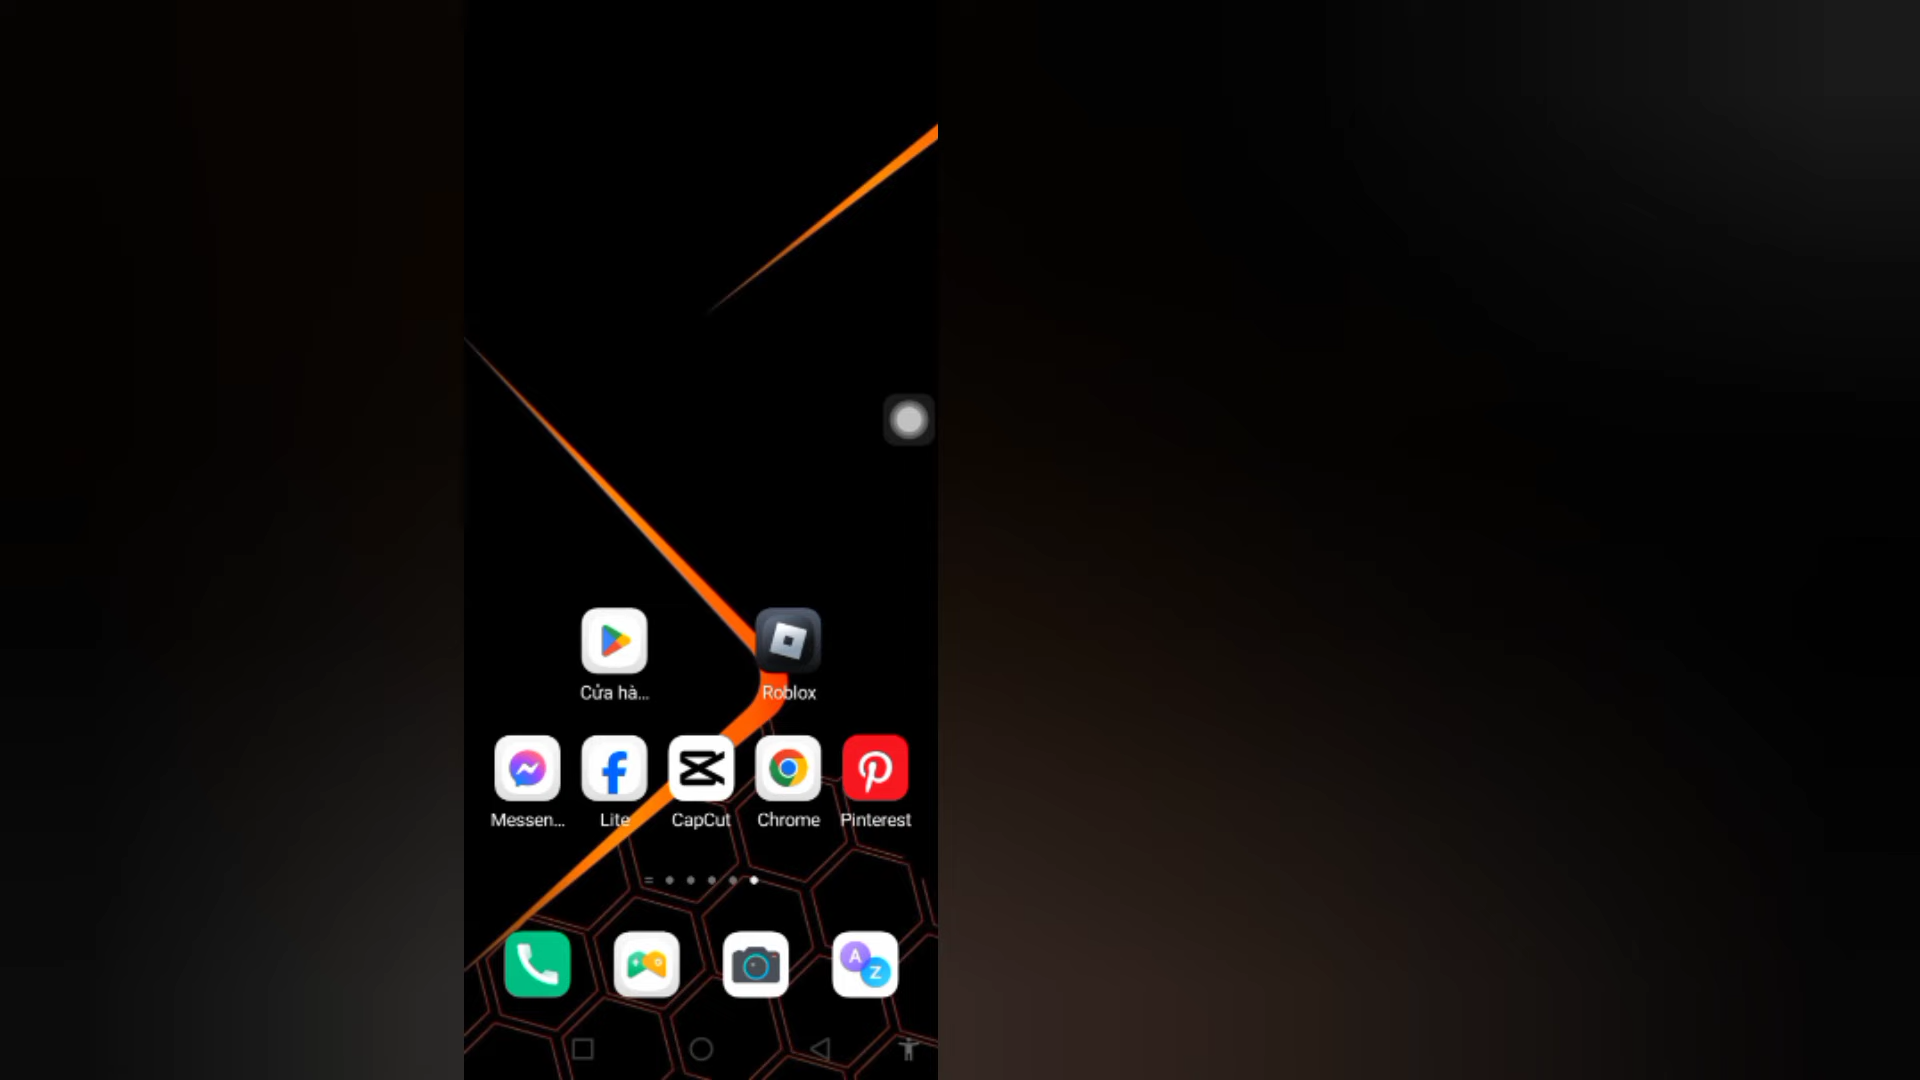 Cửa hà...
Roblox
Messen...
Lite
CapCut
Chrome
Pinterest
A
Z